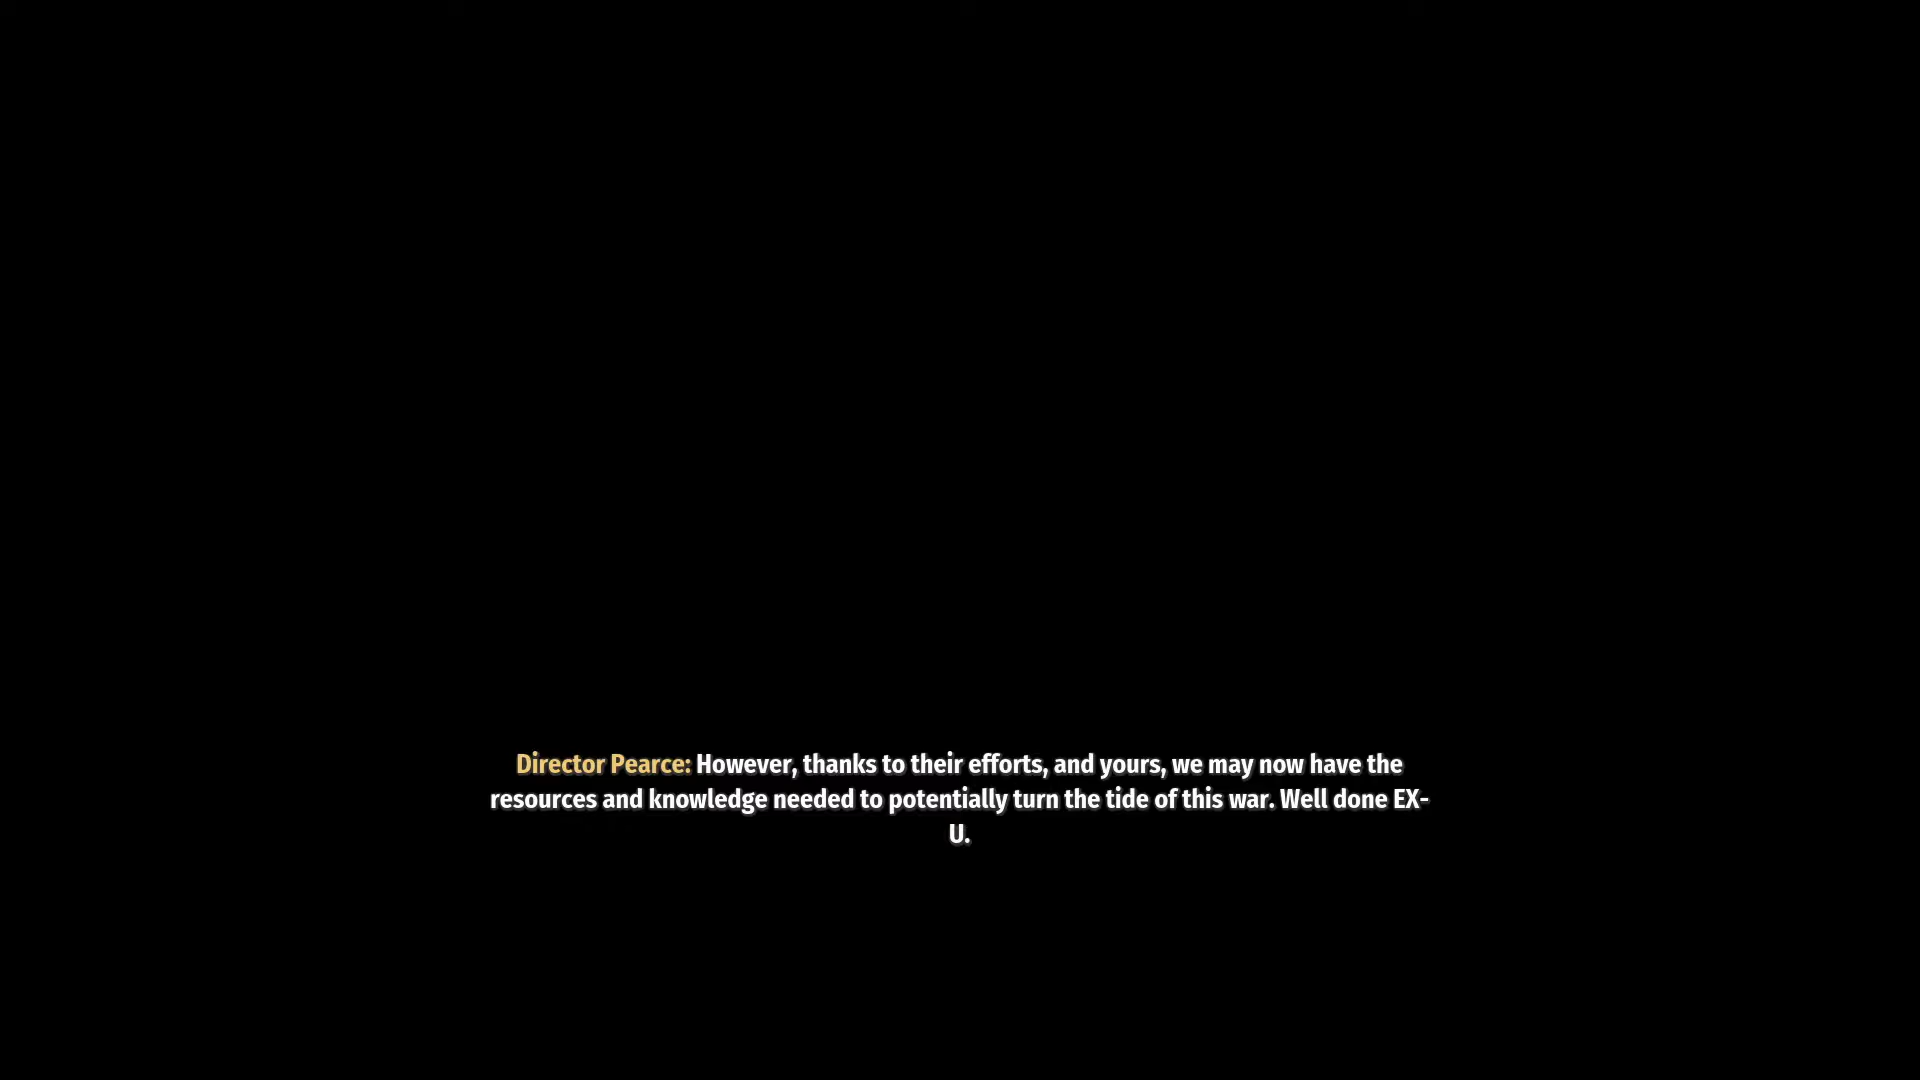 Director Pearce: However, thanks to their efforts, and yours, we may now have the
resources and knowledge needed to potentially turn the tide of this war. Well done EX-
U.